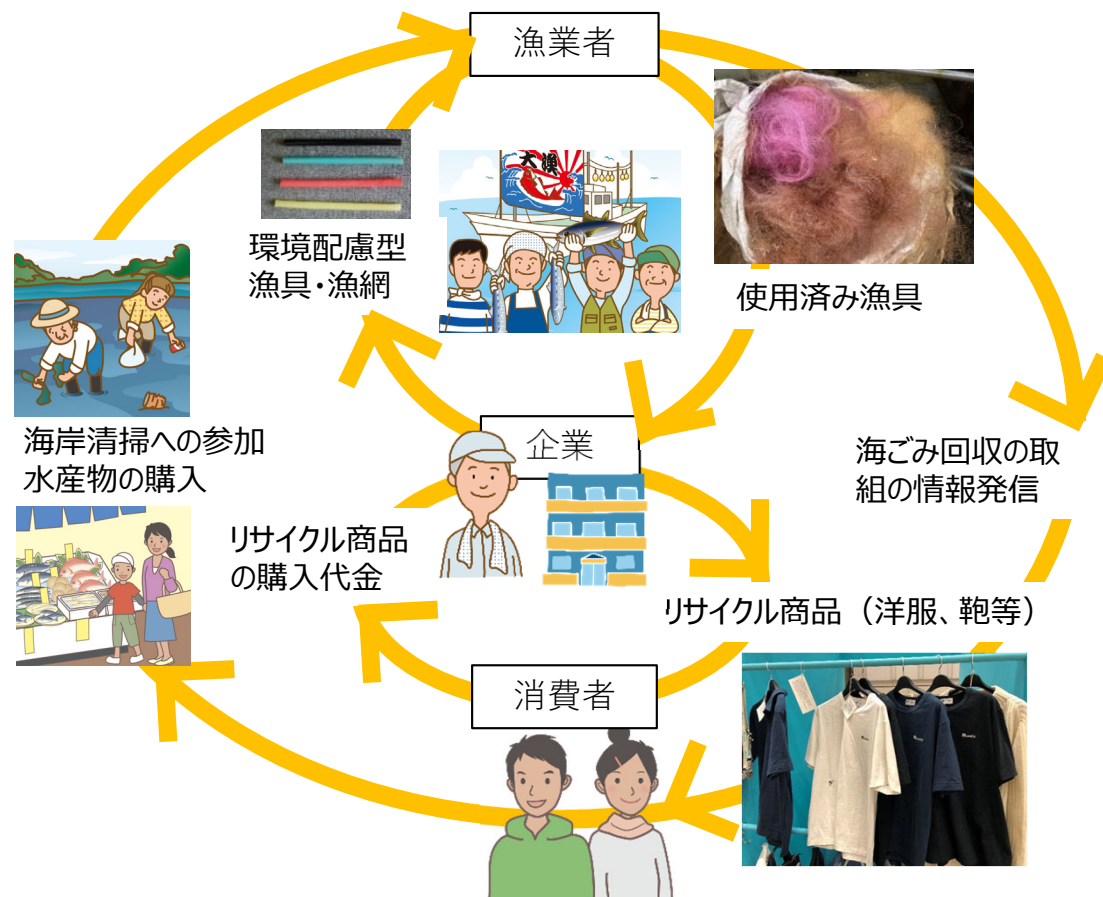 漁業者
大漁
環境配慮型
漁具・漁網
使用済み漁具
海岸清掃への参加
水産物の購入
企業
海ごみ回収の取
組の情報発信
リサイクル商品
の購入代金
リサイクル商品（洋服、鞄等）
消費者